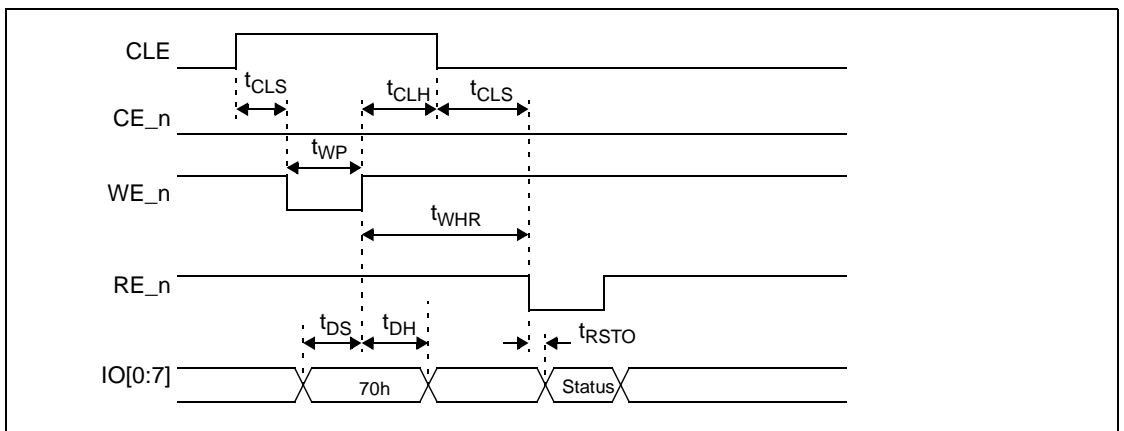 CLE
tCLS tCLH tCLS
CE_n
tWP
WE_n
tWHR
RE_n
tDS tDH tRSTO
IO[0:7] 70h Status